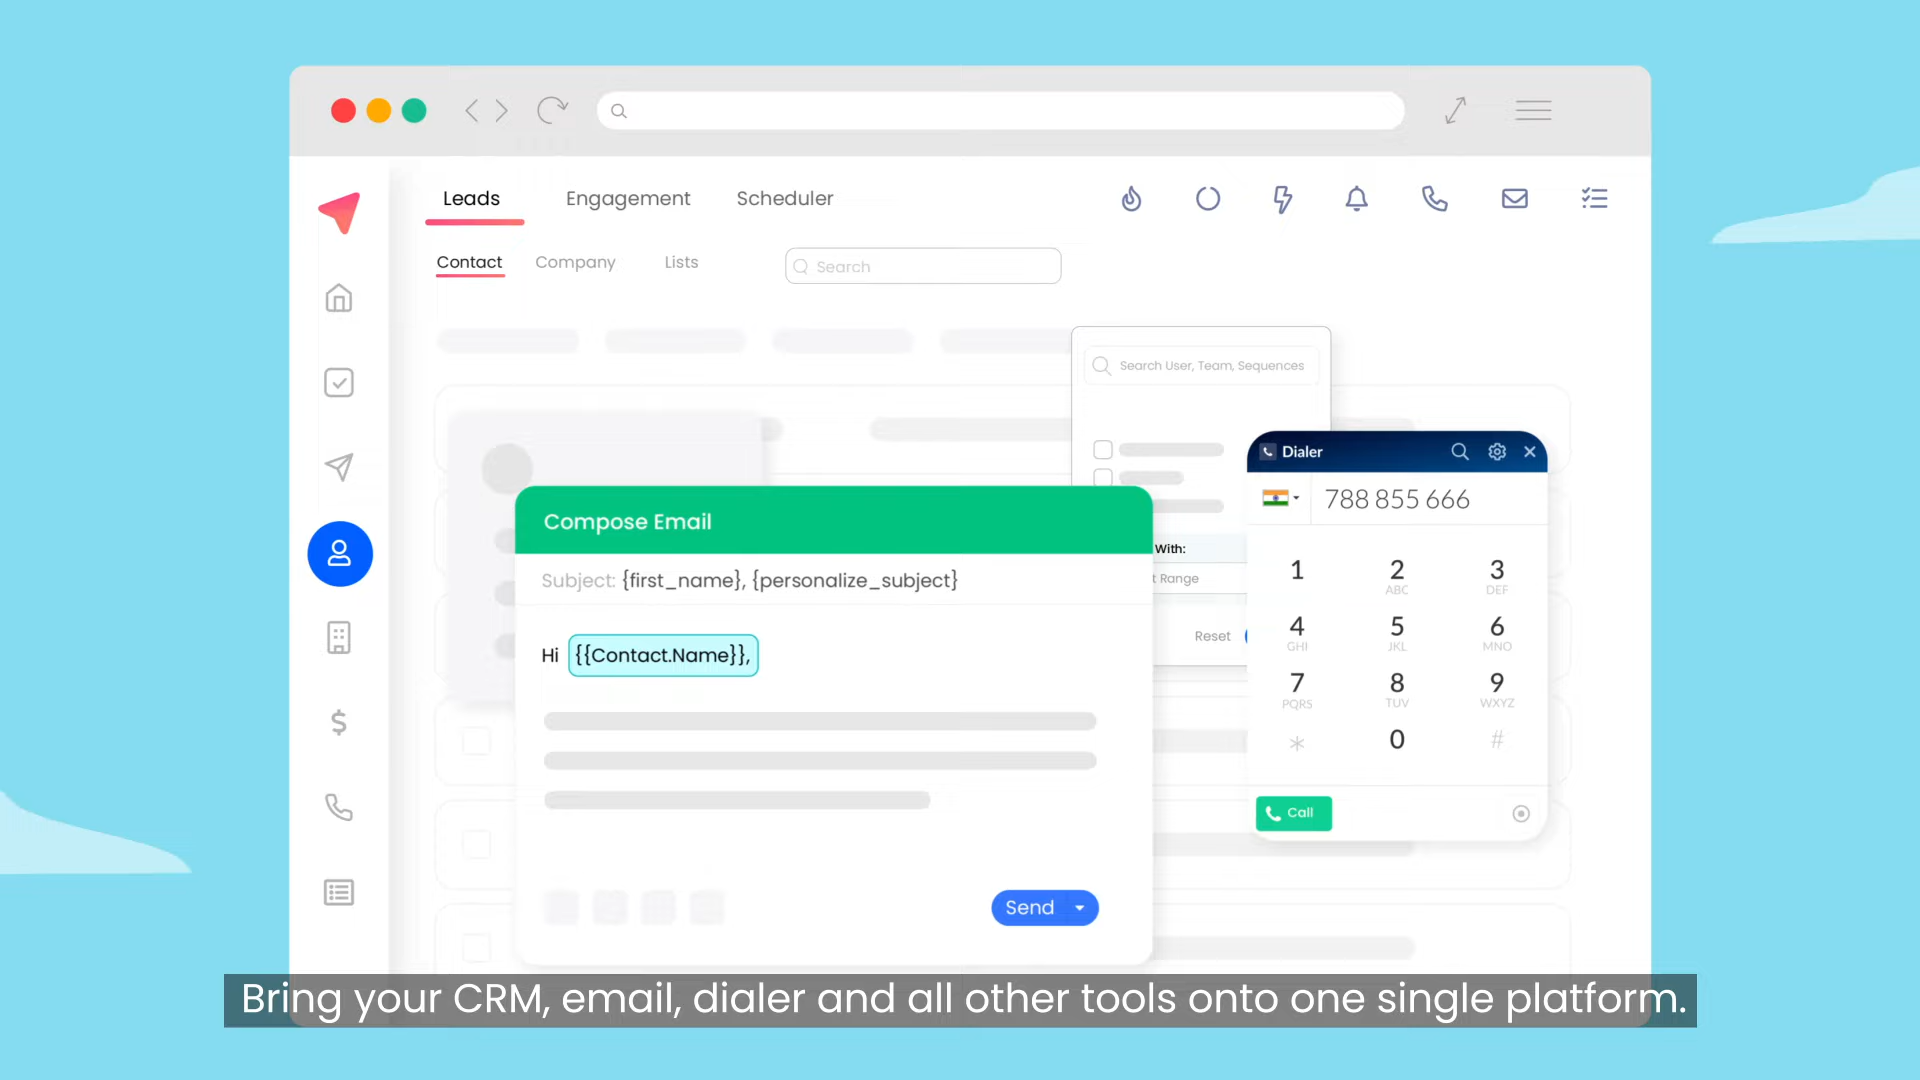 Leads Engagement Scheduler
Contact Company Lists Search
Search User, Team, Sequences
Dialer
788 855 666
Compose Email
With:
Subject: {first_name}, {personalize_subject}
t Range
1 2 3
ABC DEF
4 5 6
GHI JKL MNO
Reset
Hi {{Contact.Name}},
7 8 9
PQRS TUV WXYZ
* 0 #
Call
Send
Bring your CRM, email, dialer and all other tools onto one single platform.